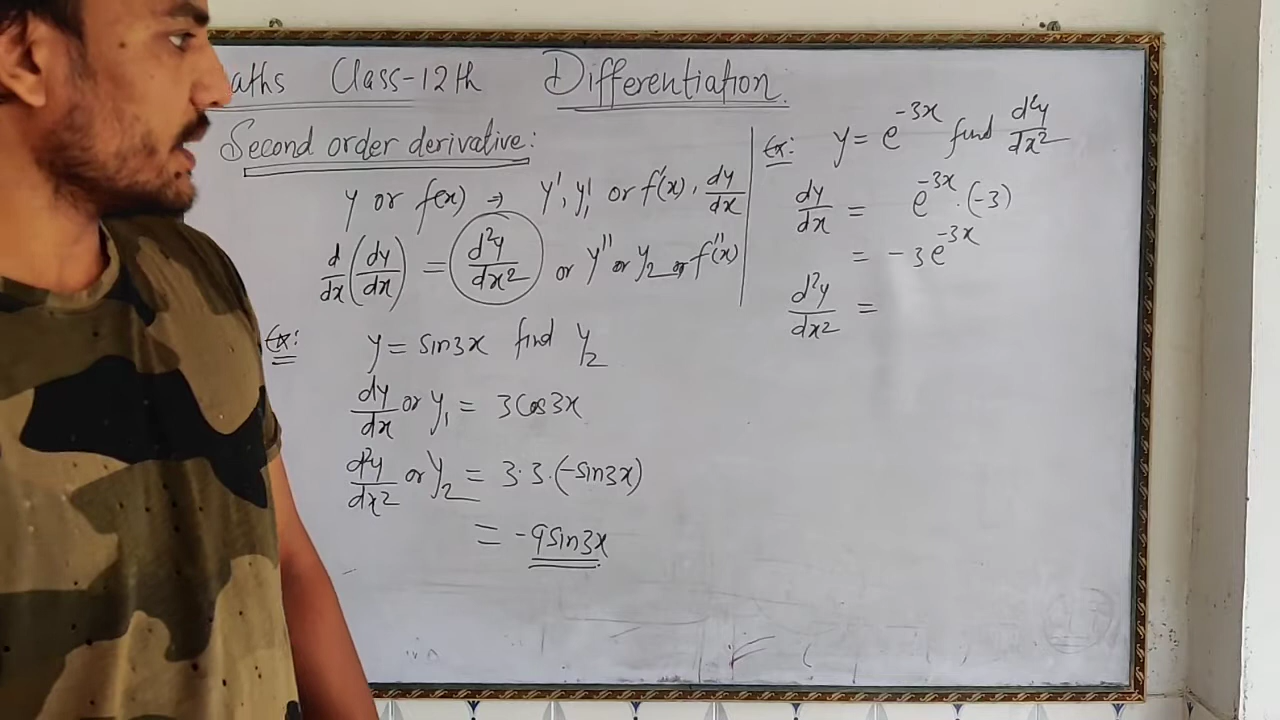 aths Class-12th Differentiation.
Second order derivative:
y or f(x) → y', y₁ or f'(x), dy/dx
d/dx(dy/dx) = d²y/dx² or y'' or y₂ or f''(x)
Ex: y = sin3x find y₂
dy/dx or y₁ = 3cos3x
d²y/dx² or y₂ = 3·3·(-sin3x)
= -9sin3x
Ex: y = e^-3x find d²y/dx²
dy/dx = e^-3x·(-3)
= -3e^-3x
d²y/dx² =